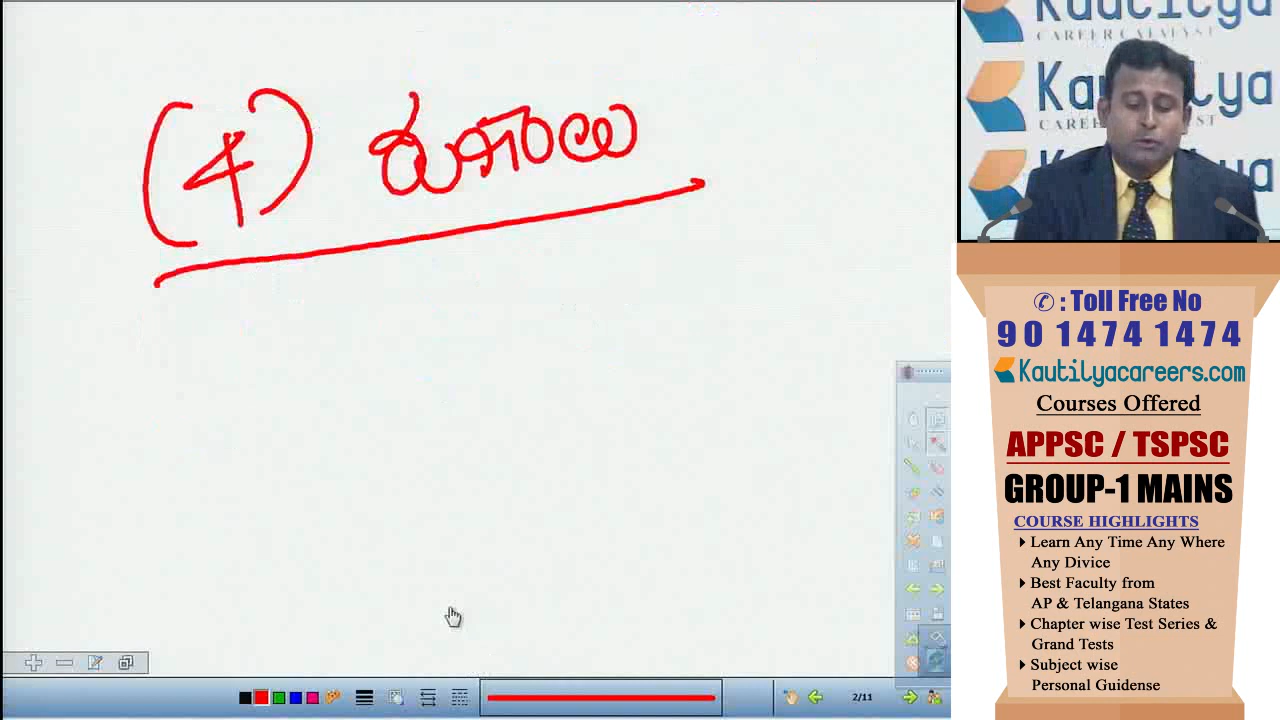 (4)
Kautilya
CAREER CATALYST
✆ : Toll Free No
90 1474 1474
Kautilyacareers.com
Courses Offered
APPSC / TSPSC
GROUP-1 MAINS
COURSE HIGHLIGHTS
Learn Any Time Any Where
Any Divice
Best Faculty from
AP & Telangana States
Chapter wise Test Series &
Grand Tests
Subject wise
Personal Guidense
2/11